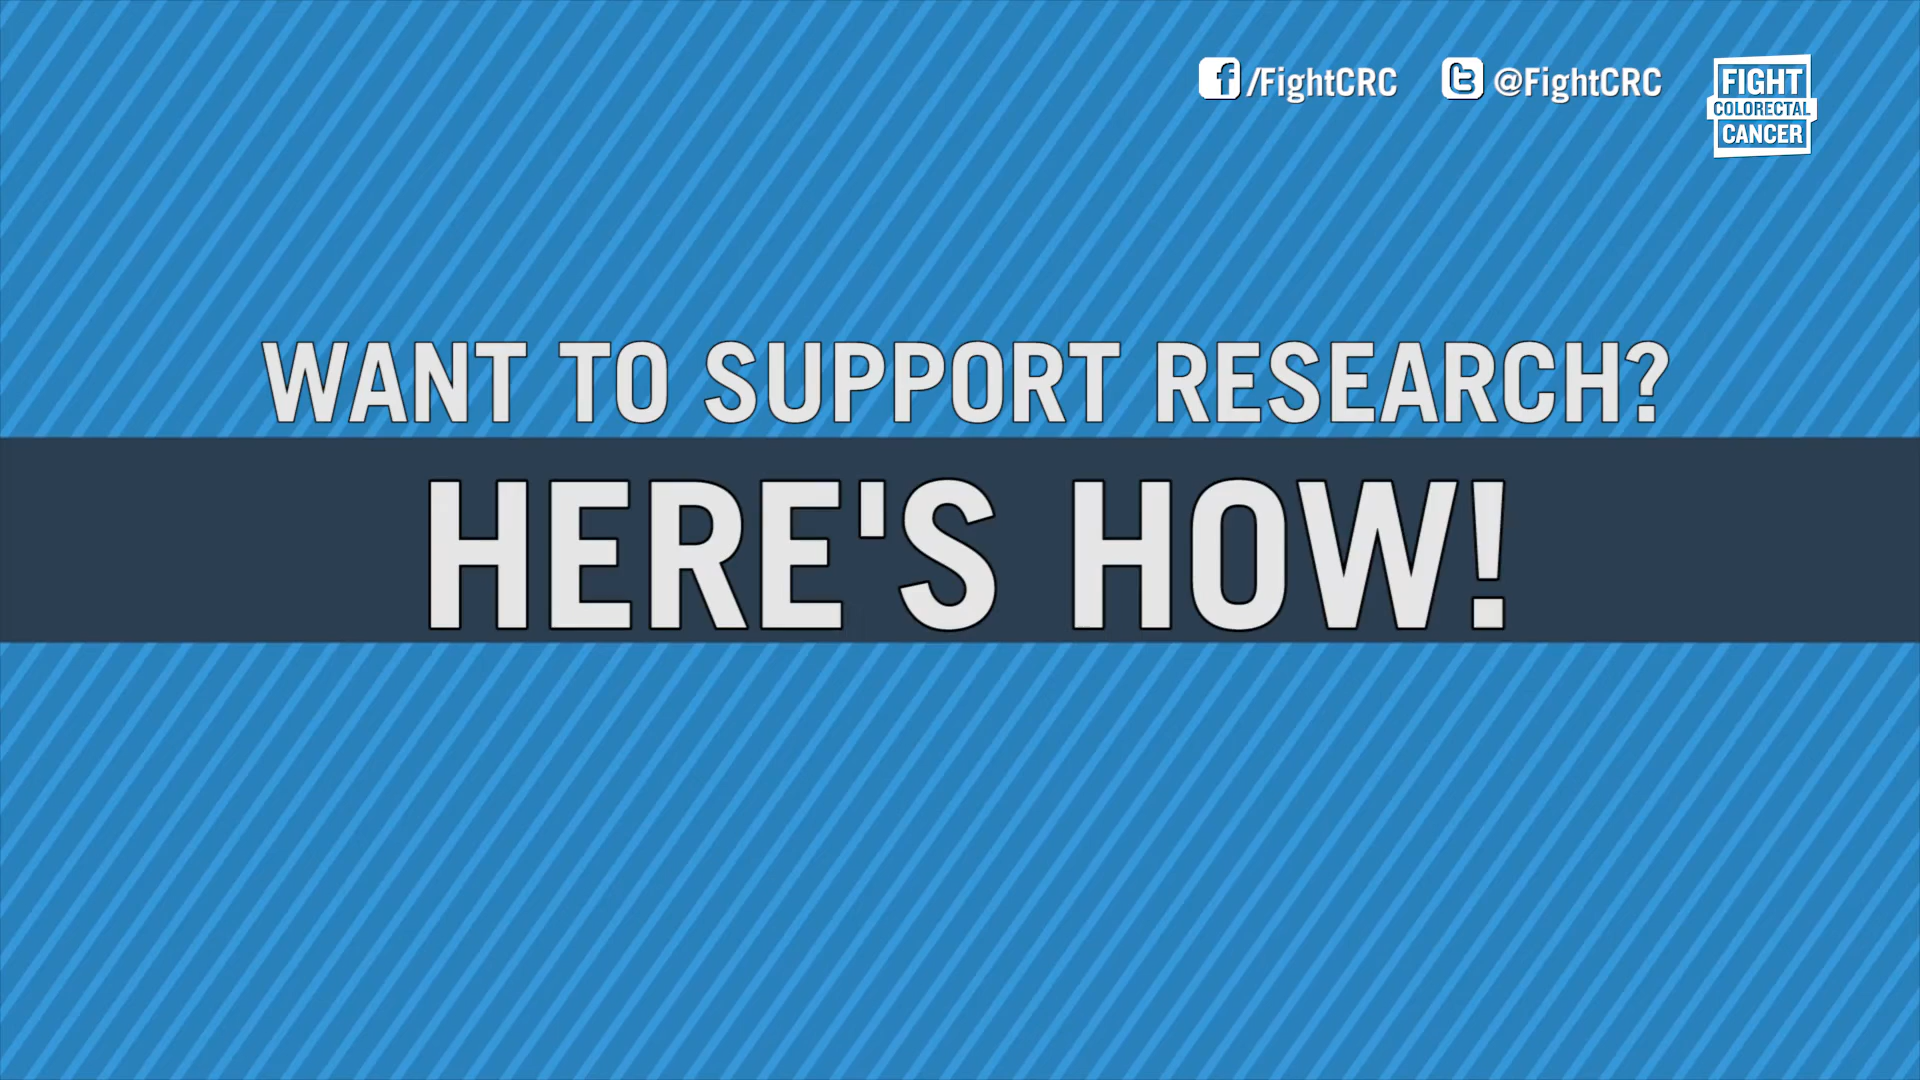 /FightCRC @FightCRC
FIGHT
COLORECTAL
CANCER
WANT TO SUPPORT RESEARCH?
HERE'S HOW!